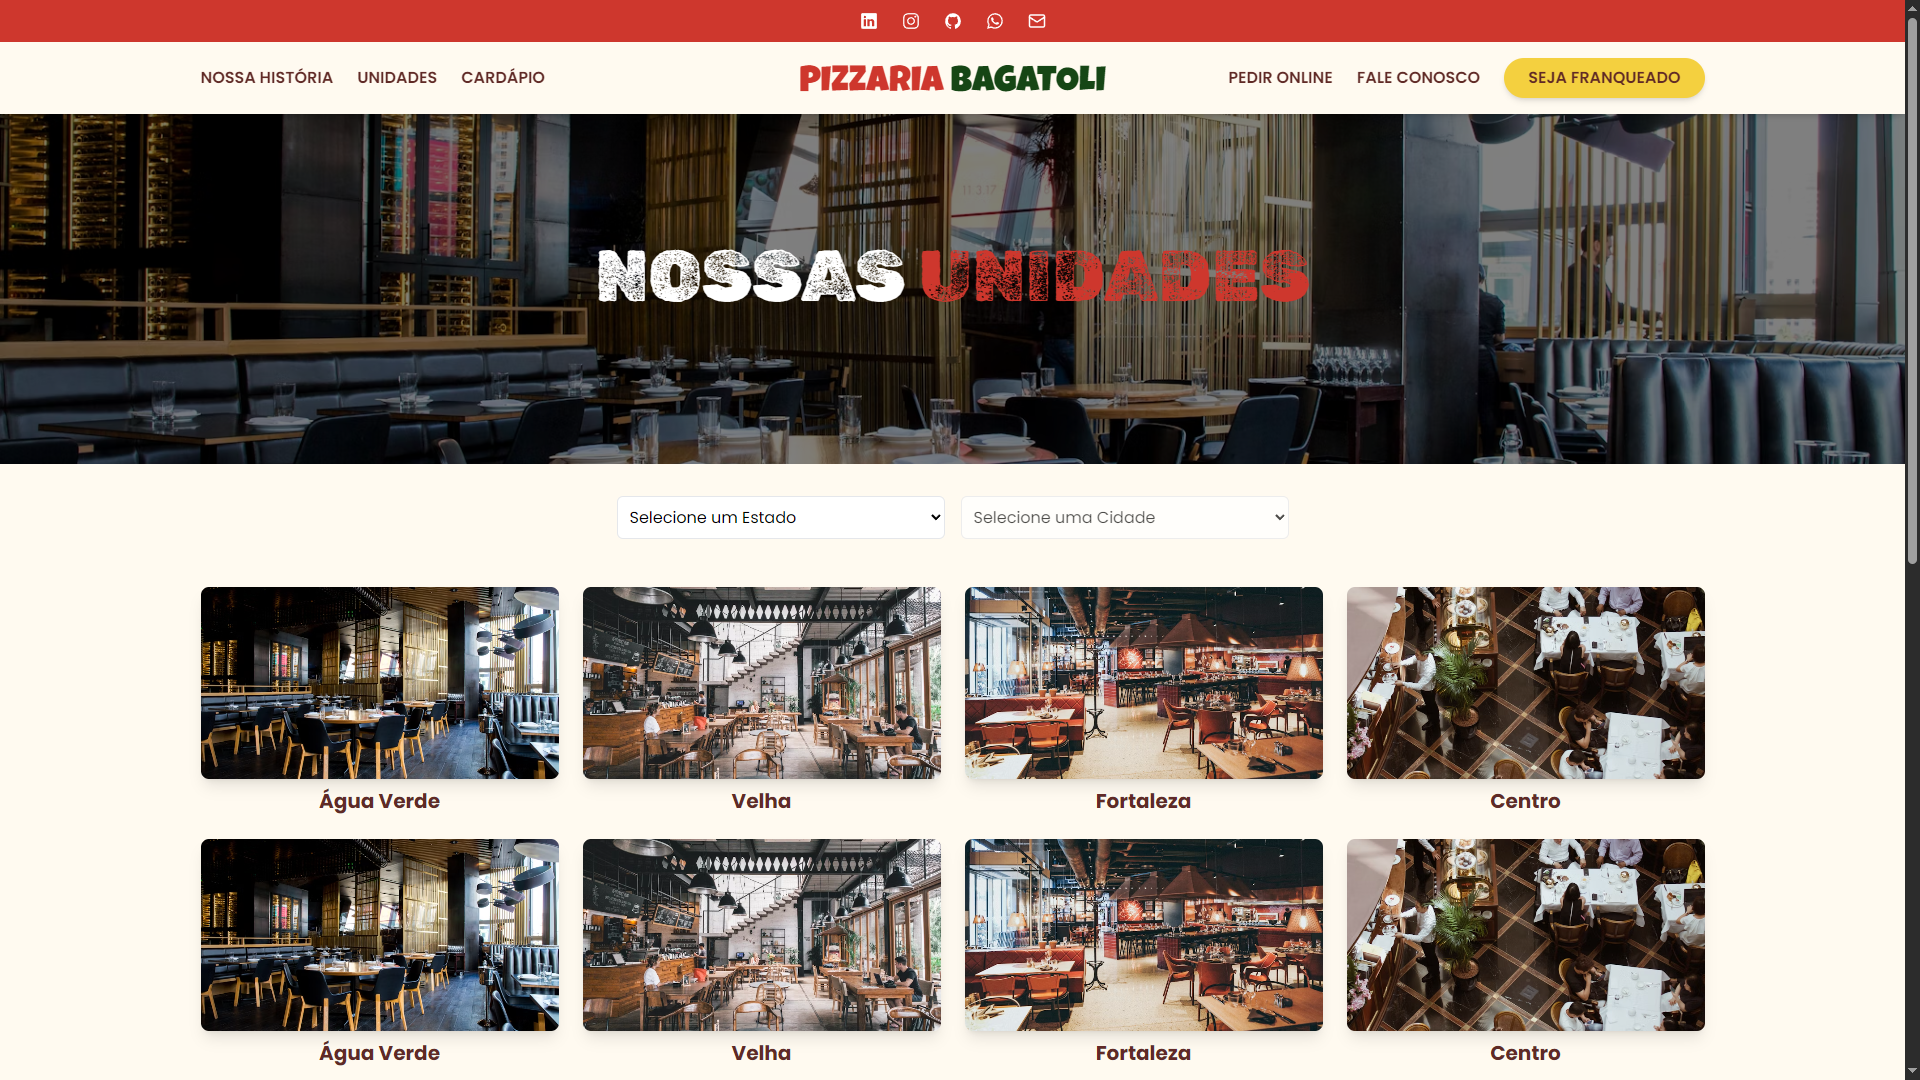 NOSSA HISTÓRIA UNIDADES CARDÁPIO PIZZARIA BAGATOLI PEDIR ONLINE FALE CONOSCO SEJA FRANQUEADO
NOSSAS UNIDADES
Selecione um Estado Selecione uma Cidade
Água Verde Velha Fortaleza Centro
Água Verde Velha Fortaleza Centro